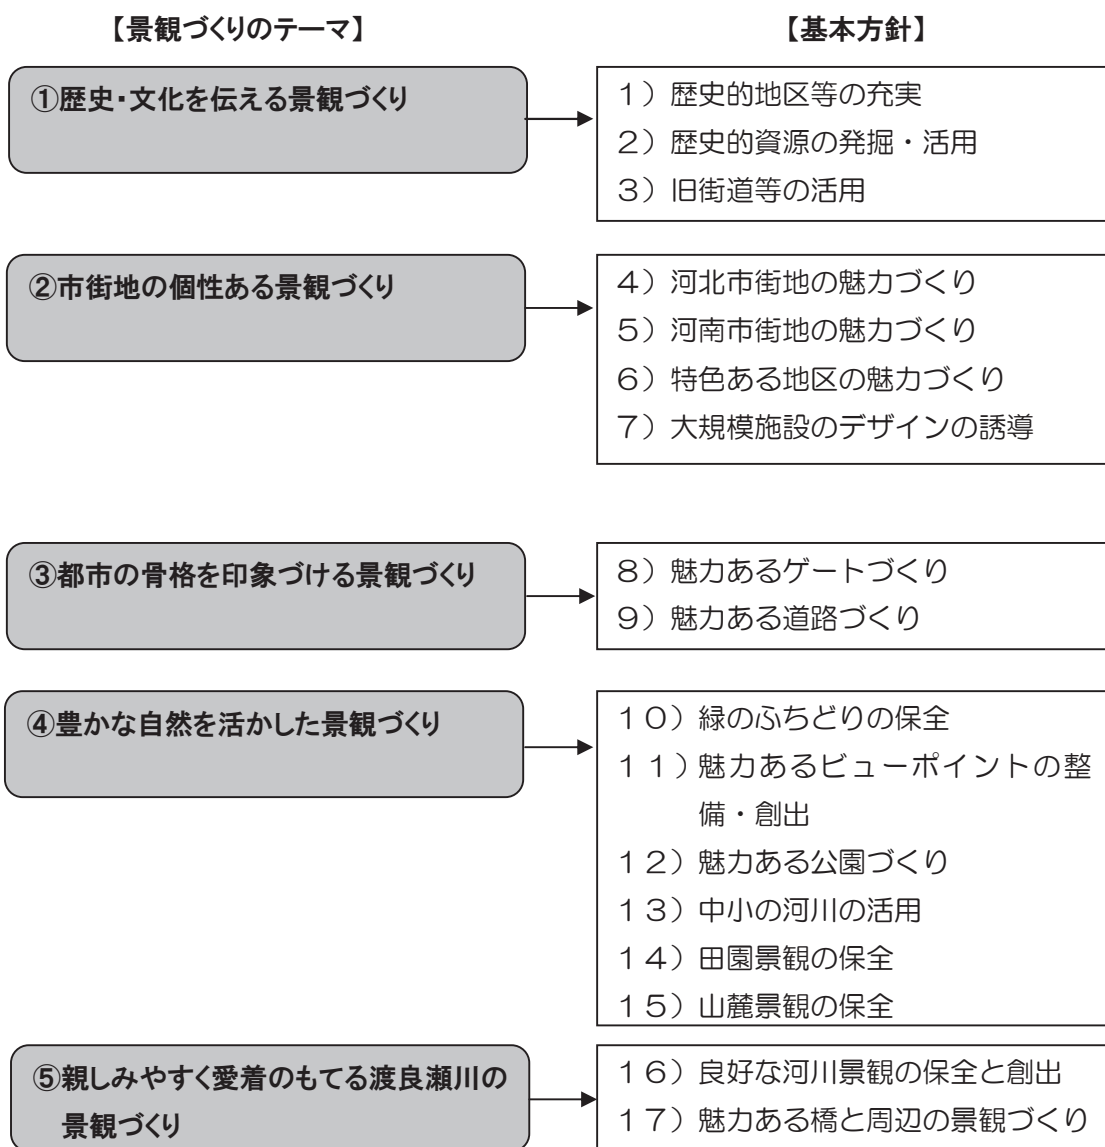 【景観づくりのテーマ】
【基本方針】
①歴史・文化を伝える景観づくり
1)歴史的地区等の充実
2)歴史的資源の発掘・活用
3)旧街道等の活用
②市街地の個性ある景観づくり
4)河北市街地の魅力づくり
5)河南市街地の魅力づくり
6)特色ある地区の魅力づくり
7)大規模施設のデザインの誘導
③都市の骨格を印象づける景観づくり
8)魅力あるゲートづくり
9)魅力ある道路づくり
④豊かな自然を活かした景観づくり
10)緑のふちどりの保全
11)魅力あるビューポイントの整
備・創出
12)魅力ある公園づくり
13)中小の河川の活用
14)田園景観の保全
15)山麓景観の保全
⑤親しみやすく愛着のもてる渡良瀬川の
景観づくり
16)良好な河川景観の保全と創出
17)魅力ある橋と周辺の景観づくり